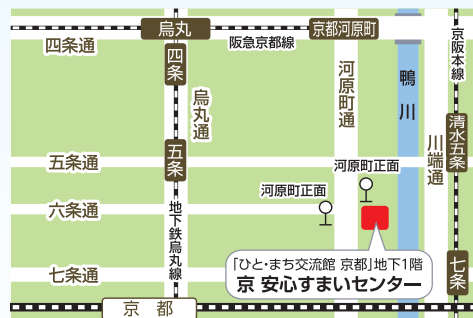 烏丸
京都河原町
四条通
阪急京都線
京阪本線
四条
烏丸通
河原町通
鴨川
川端通
清水五条
五条通
五条
河原町正面
河原町正面
六条通
地下鉄烏丸線
七条通
七条
「ひと・まち交流館 京都」地下1階
京 安心すまいセンター
京都